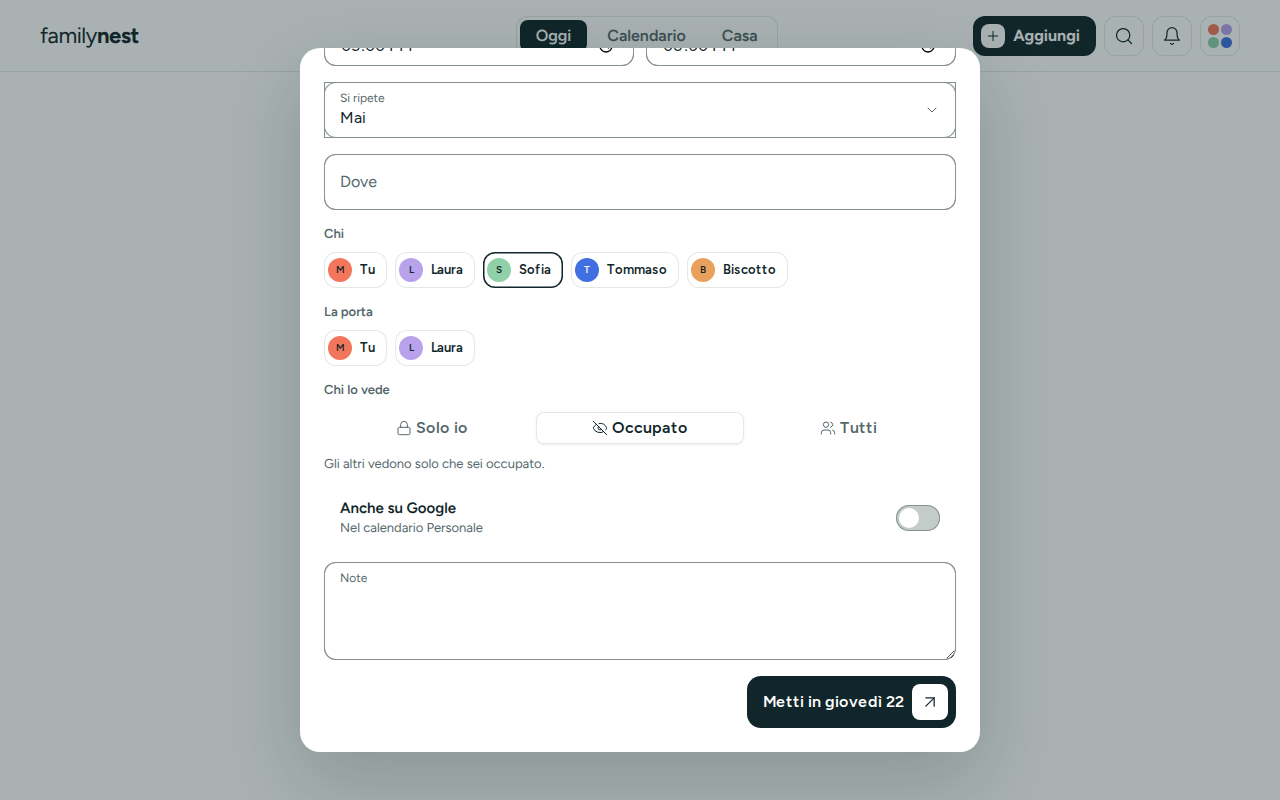 familynest
Oggi
Calendario
Casa
Aggiungi
Si ripete
Mai
Dove
Chi
M Tu
L Laura
S Sofia
T Tommaso
B Biscotto
La porta
M Tu
L Laura
Chi lo vede
Solo io
Occupato
Tutti
Gli altri vedono solo che sei occupato.
Anche su Google
Nel calendario Personale
Note
Metti in giovedì 22